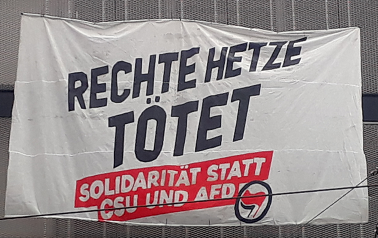 RECHTE HETZE
TÖTET
SOLIDARITÄT STATT
CSU UND AFD